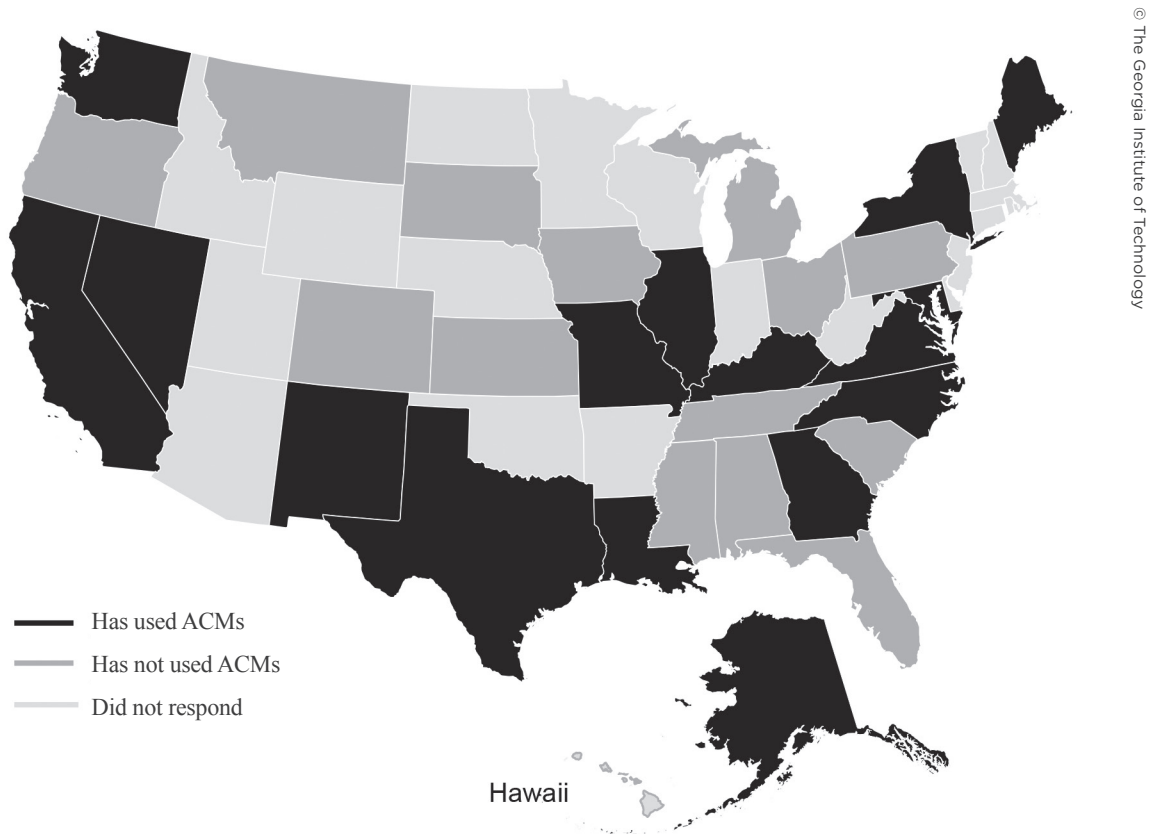 © The Georgia Institute of Technology
Has used ACMs
Has not used ACMs
Did not respond
Hawaii